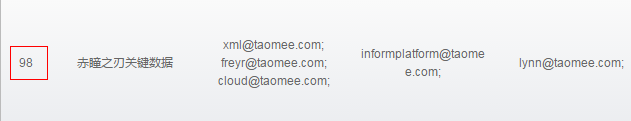 98
赤瞳之刃关键数据
xml@taomee.com;
freyr@taomee.com;
cloud@taomee.com;
informplatform@taome
e.com;
lynn@taomee.com;